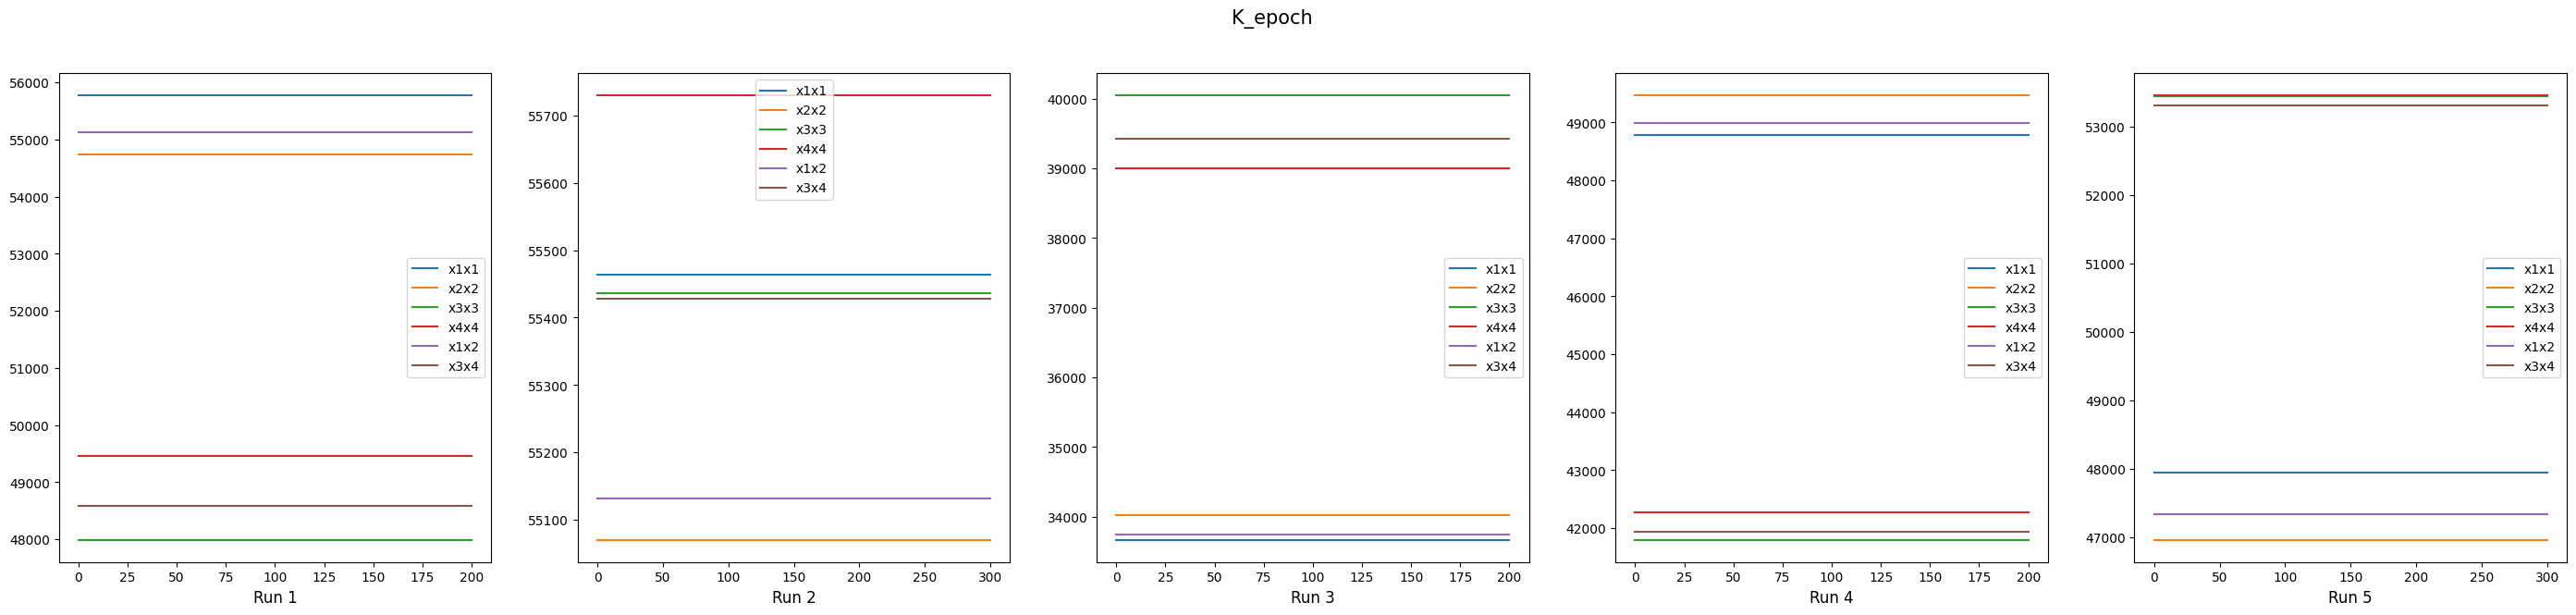 K_epoch
56000
55000
54000
53000
52000
51000
50000
49000
48000
x1x1
x2x2
x3x3
x4x4
x1x2
x3x4
0 25 50 75 100 125 150 175 200
Run 1
55700
55600
55500
55400
55300
55200
55100
x1x1
x2x2
x3x3
x4x4
x1x2
x3x4
0 50 100 150 200 250 300
Run 2
40000
39000
38000
37000
36000
35000
34000
x1x1
x2x2
x3x3
x4x4
x1x2
x3x4
0 25 50 75 100 125 150 175 200
Run 3
49000
48000
47000
46000
45000
44000
43000
42000
x1x1
x2x2
x3x3
x4x4
x1x2
x3x4
0 25 50 75 100 125 150 175 200
Run 4
53000
52000
51000
50000
49000
48000
47000
x1x1
x2x2
x3x3
x4x4
x1x2
x3x4
0 50 100 150 200 250 300
Run 5